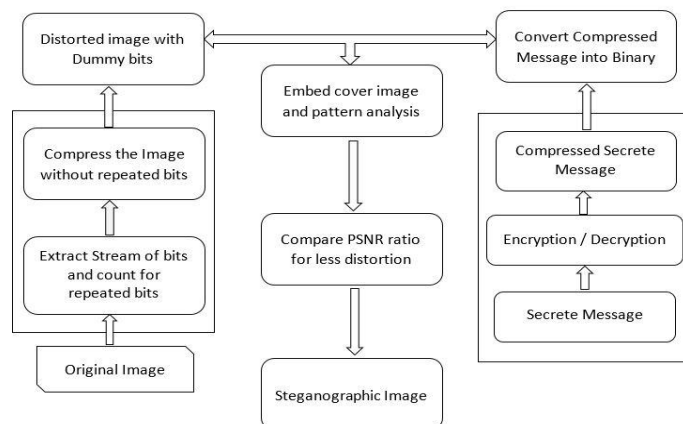 Distorted image with
Dummy bits
Convert Compressed
Message into Binary
Embed cover image
and pattern analysis
Compress the Image
without repeated bits
Compressed Secrete
Message
Extract Stream of bits
and count for
repeated bits
Compare PSNR ratio
for less distortion
Encryption / Decryption
Secrete Message
Original Image
Steganographic Image